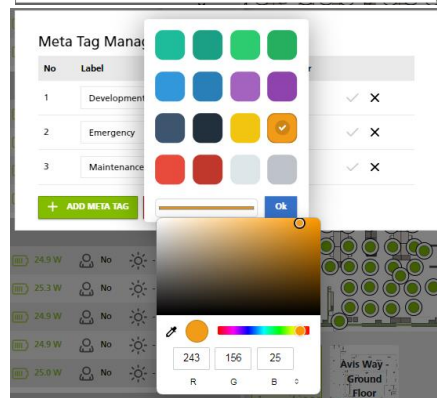 Meta Tag Manag
No Label r
1 Development
2 Emergency
3 Maintenance
+ ADD META TAG Ok
24.9 W No
25.3 W No
24.9 W No
24.9 W No
25.0 W No
243 156 25
R G B
Avis Way -
Ground
Floor